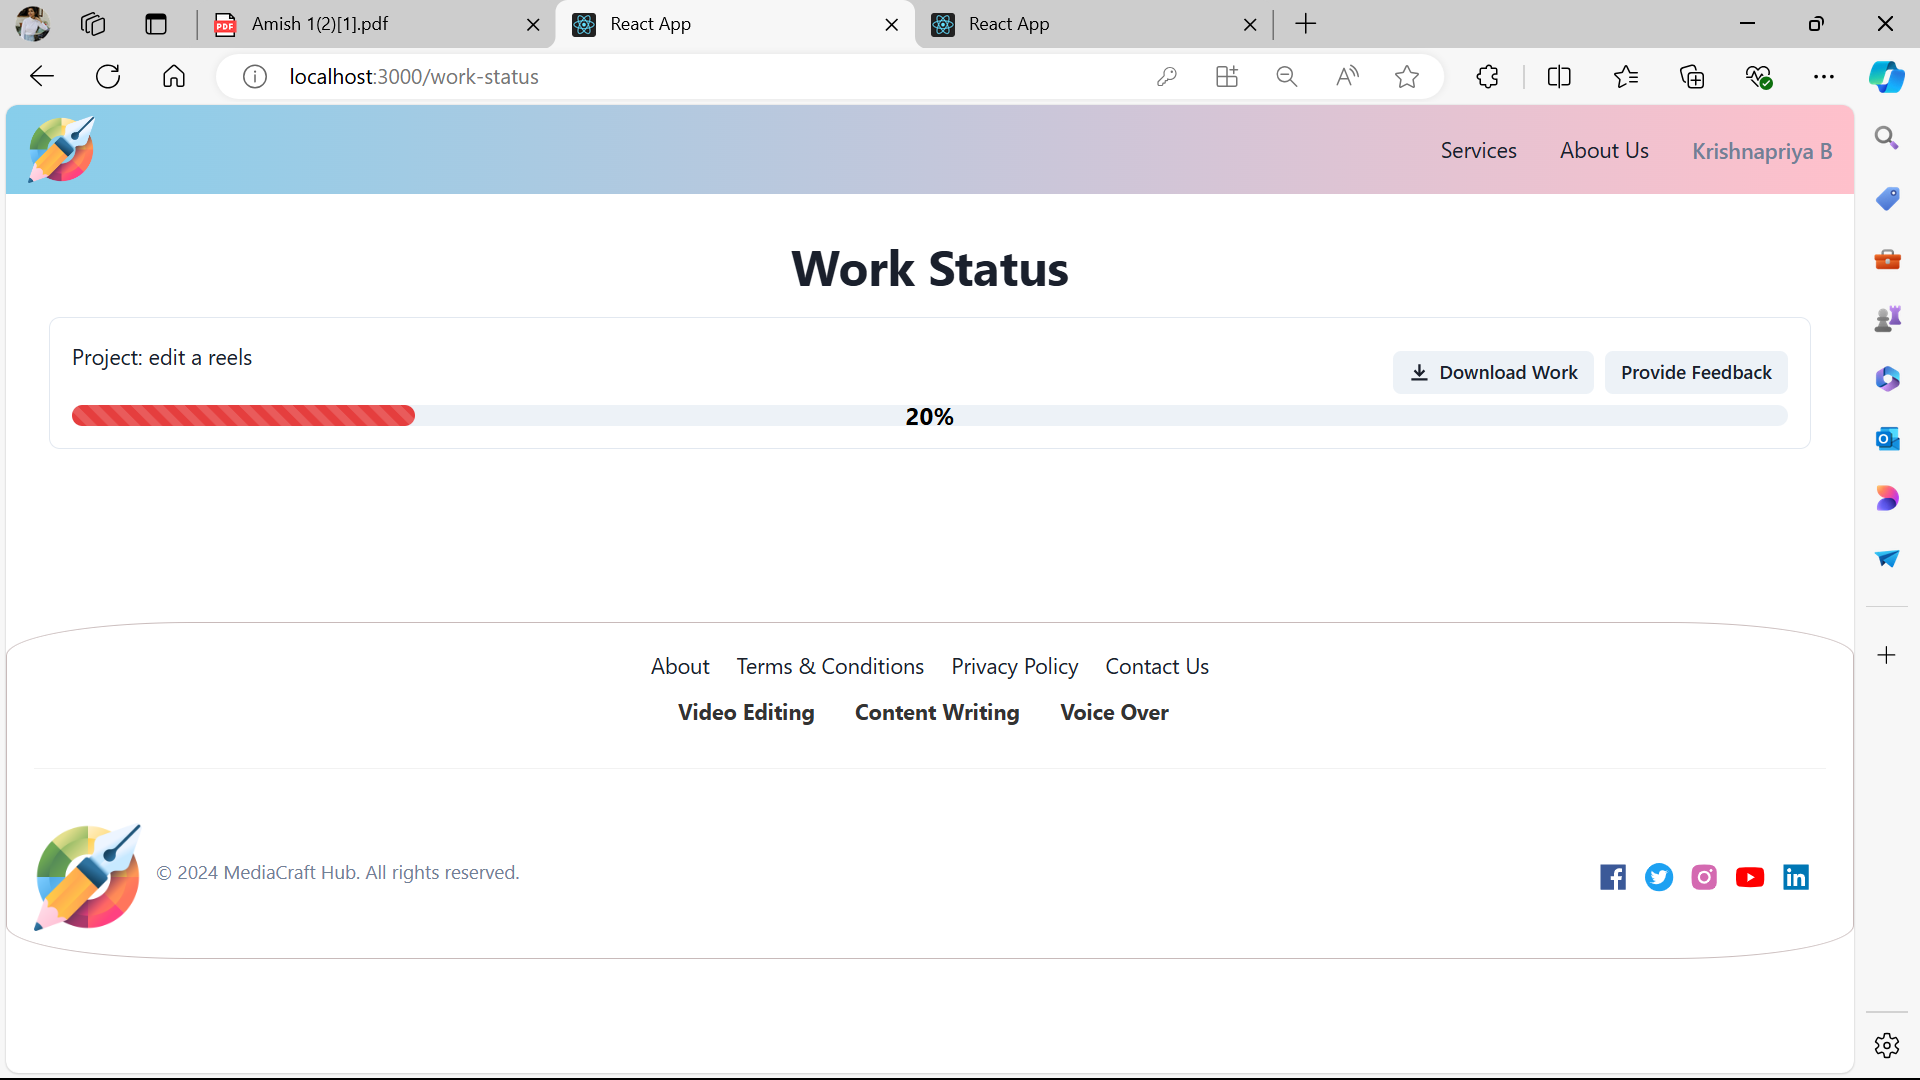 Amish 1(2)[1].pdf
React App
React App
localhost:3000/work-status
Services
About Us
Krishnapriya B
Work Status
Project: edit a reels
Download Work
Provide Feedback
20%
About Terms & Conditions Privacy Policy Contact Us
Video Editing Content Writing Voice Over
© 2024 MediaCraft Hub. All rights reserved.